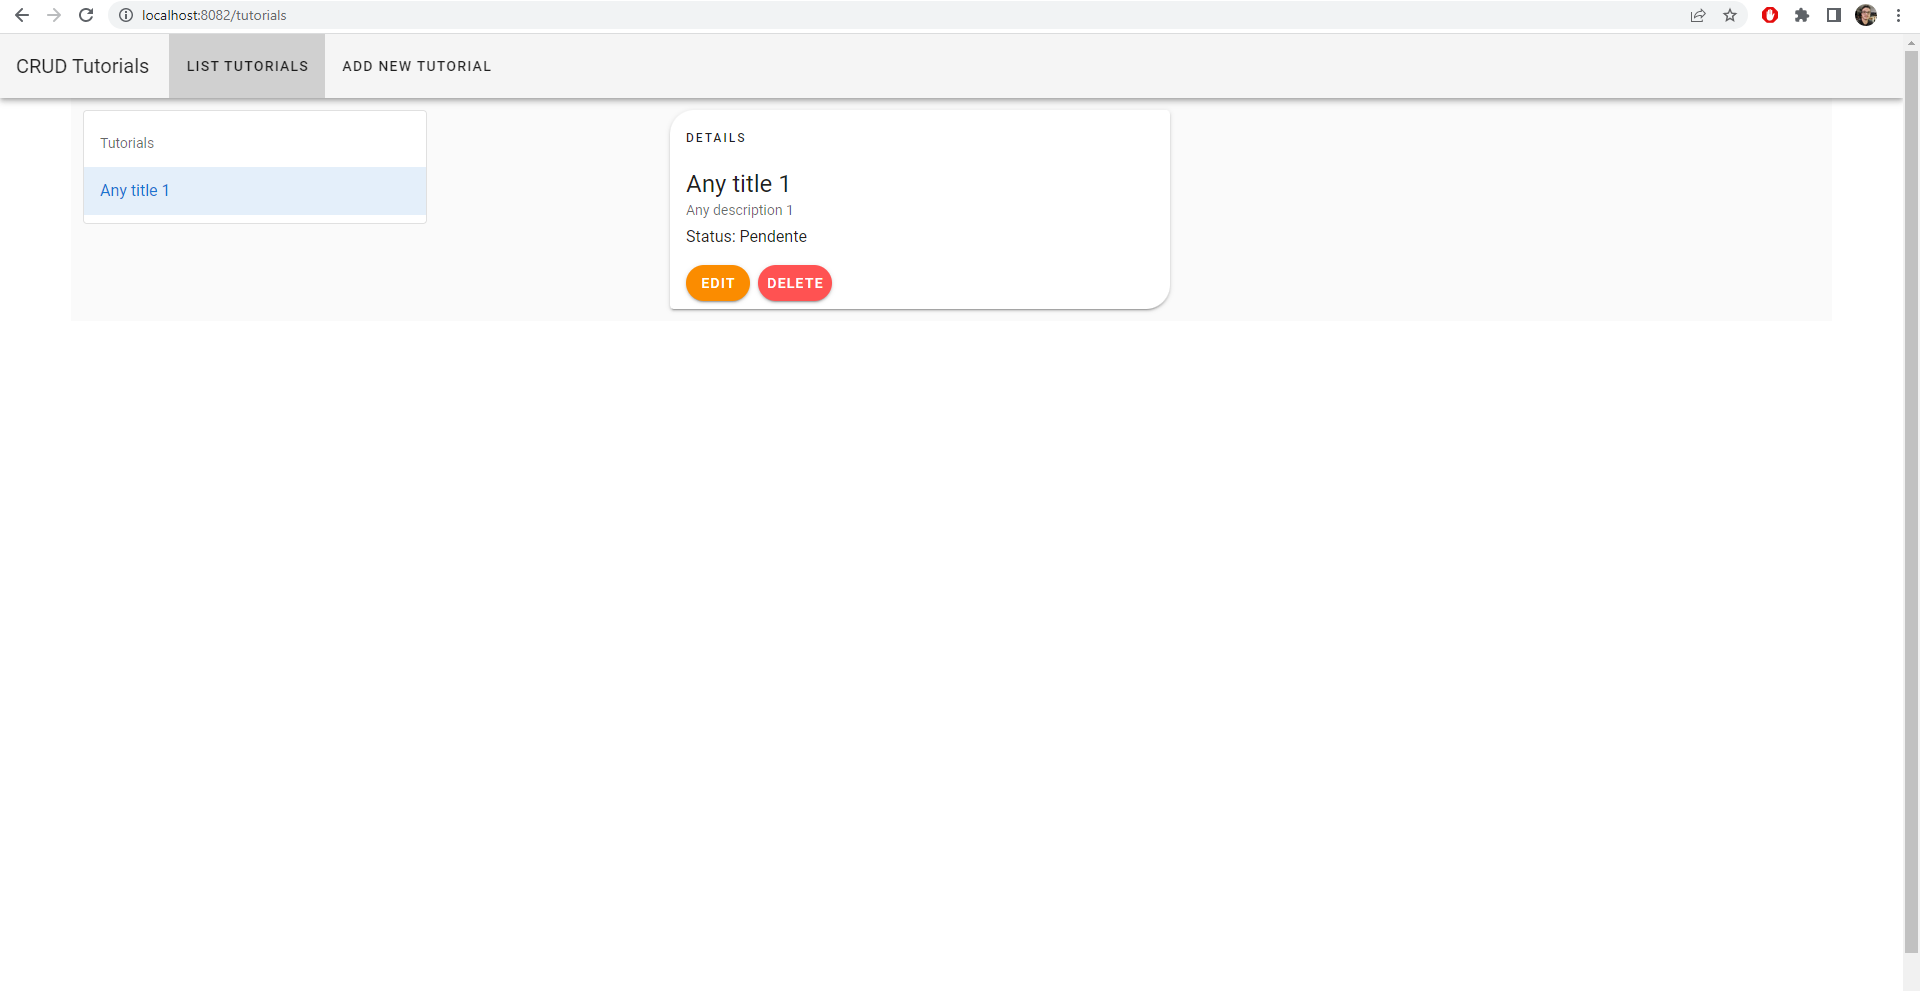 localhost:8082/tutorials
CRUD Tutorials
LIST TUTORIALS
ADD NEW TUTORIAL
Tutorials
Any title 1
DETAILS
Any title 1
Any description 1
Status: Pendente
EDIT
DELETE